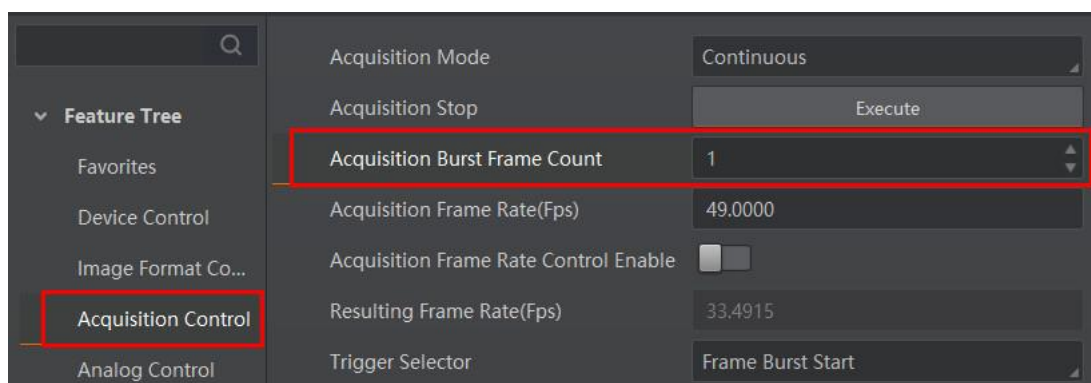 Acquisition Mode Continuous
Feature Tree Acquisition Stop Execute
Favorites Acquisition Burst Frame Count 1
Device Control Acquisition Frame Rate(Fps) 49.0000
Image Format Co... Acquisition Frame Rate Control Enable
Acquisition Control Resulting Frame Rate(Fps) 33.4915
Analog Control Trigger Selector Frame Burst Start